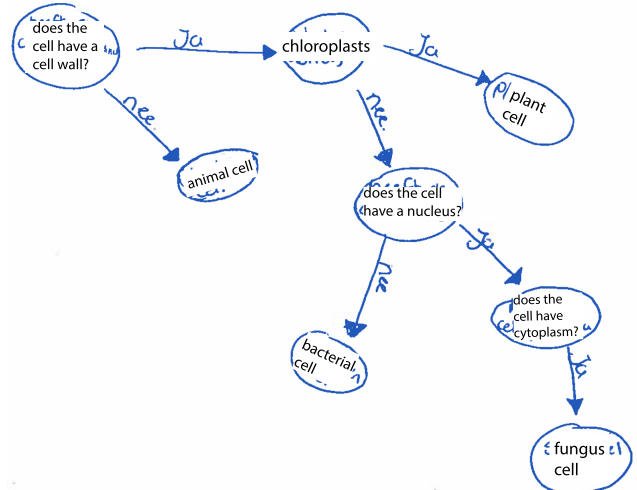 does the
cell have a
cell wall?
Ja
chloroplasts
Ja
plant
cell
nee
animal cell
nee
does the cell
have a nucleus?
Ja
nee
does the
cell have
cytoplasm?
bacterial
cell
Ja
fungus
cell